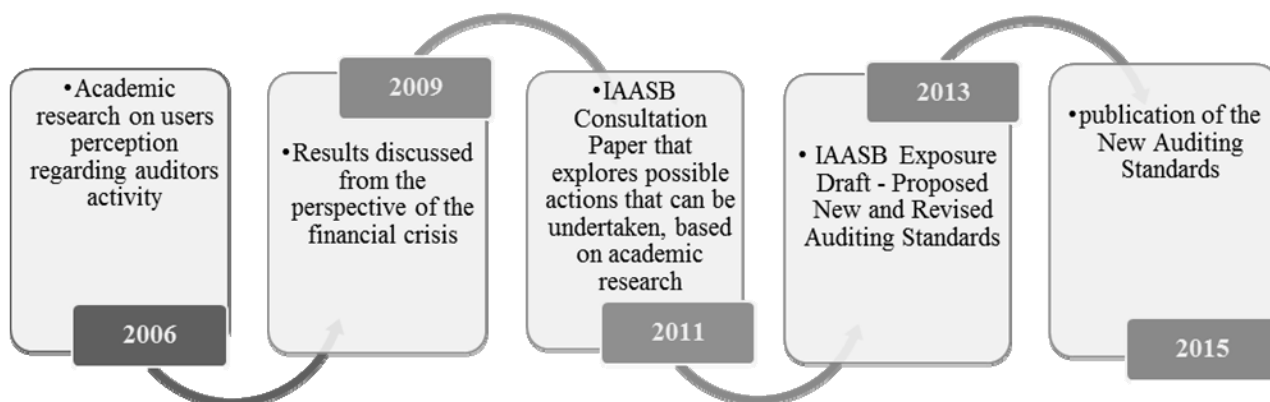 •Academic
research on users
perception
regarding auditors
activity
2006
2009
•Results discussed
from the
perspective of the
financial crisis
•IAASB
Consultation
Paper that
explores possible
actions that can be
undertaken, based
on academic
research
2011
2013
• IAASB Exposure
Draft - Proposed
New and Revised
Auditing Standards
•publication of the
New Auditing
Standards
2015